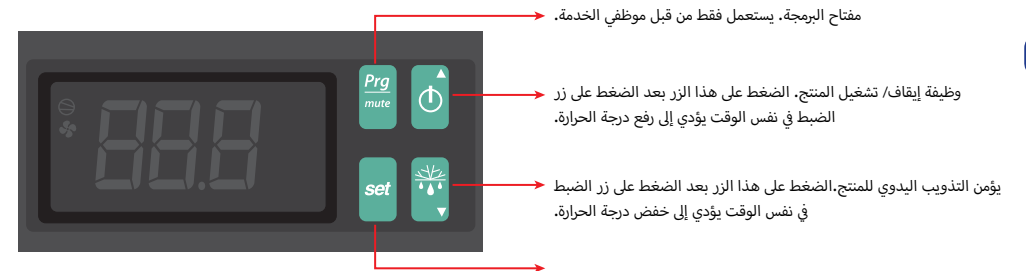 مفتاح البرمجة. يستعمل فقط من قبل موظفي الخدمة.
Prg
mute
وظيفة إيقاف/ تشغيل المنتج. الضغط على هذا الزر بعد الضغط على زر
الضبط في نفس الوقت يؤدي إلى رفع درجة الحرارة.
88.8
set
يؤمن التذويب اليدوي للمنتج.الضغط على هذا الزر بعد الضغط على زر الضبط
في نفس الوقت يؤدي إلى خفض درجة الحرارة.